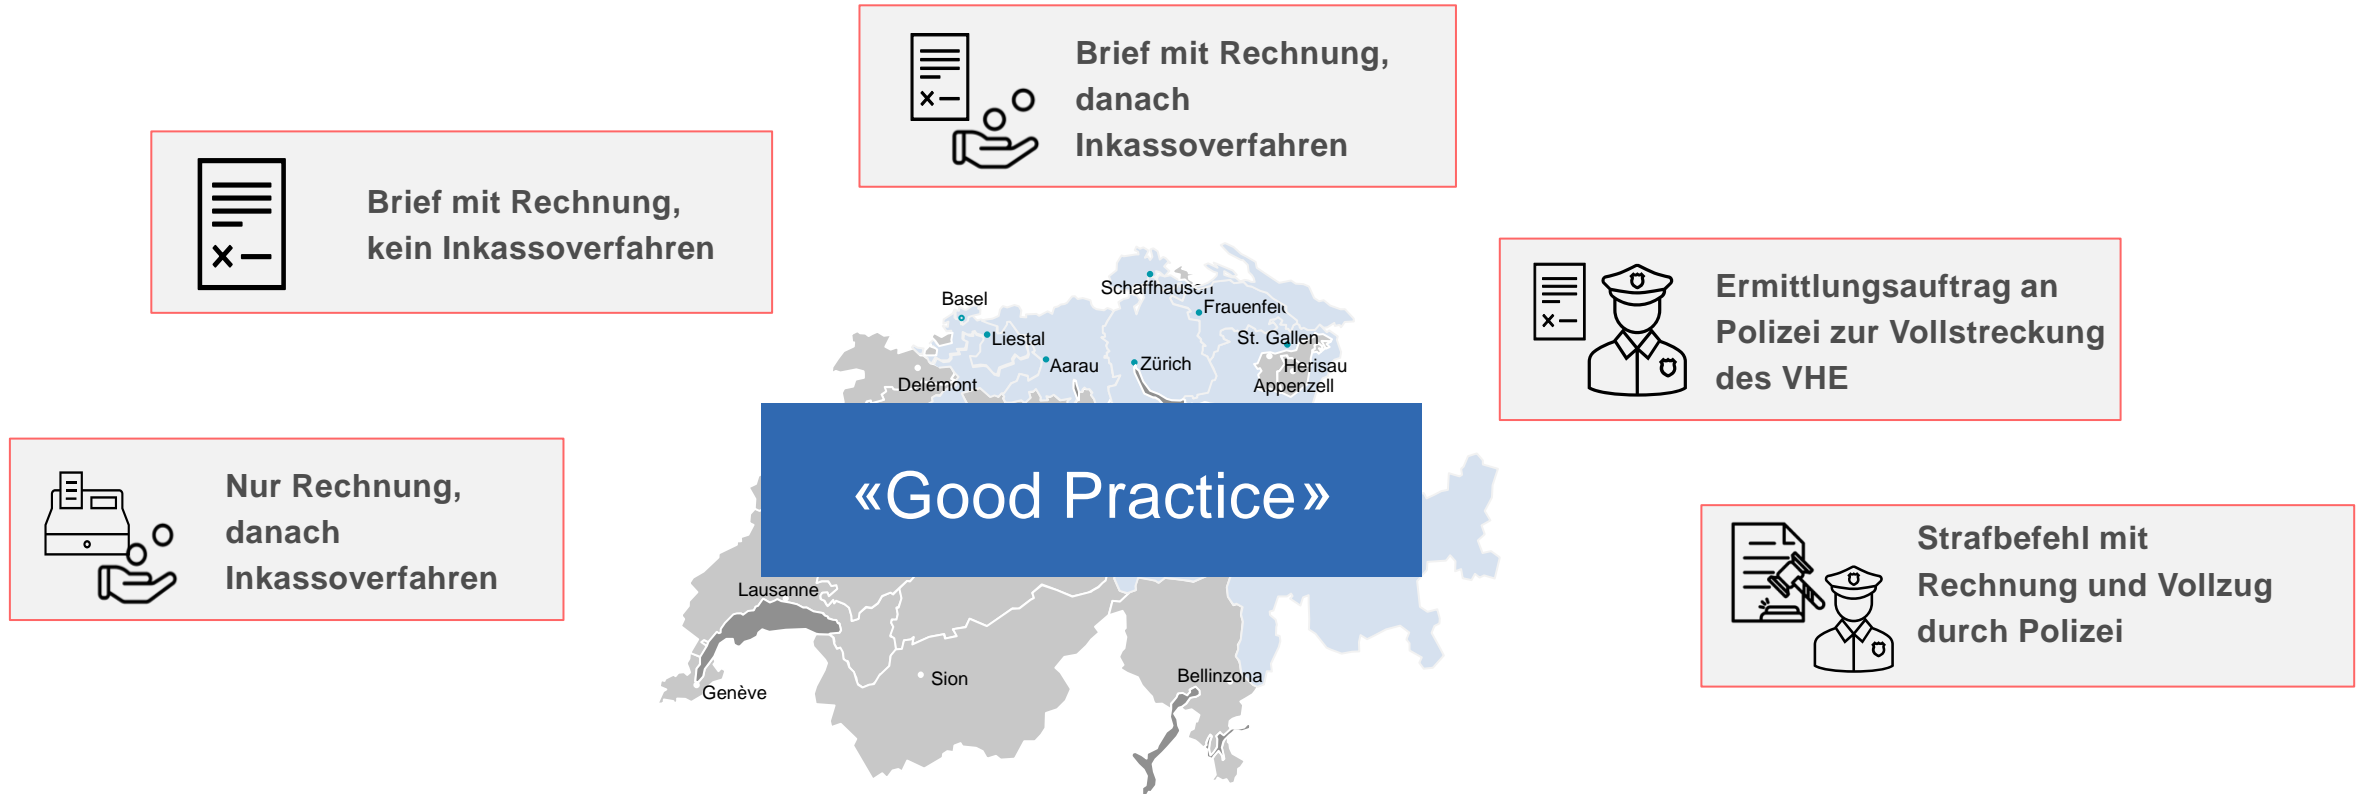 Brief mit Rechnung,
danach
Inkassoverfahren
Brief mit Rechnung,
kein Inkassoverfahren
Ermittlungsauftrag an
Polizei zur Vollstreckung
des VHE
Nur Rechnung,
danach
Inkassoverfahren
Strafbefehl mit
Rechnung und Vollzug
durch Polizei
Schaffhausen
Basel
Frauenfeld
Liestal
St. Gallen
Aarau
Zürich
Herisau
Delémont
Appenzell
«Good Practice»
Lausanne
Sion
Bellinzona
Genève